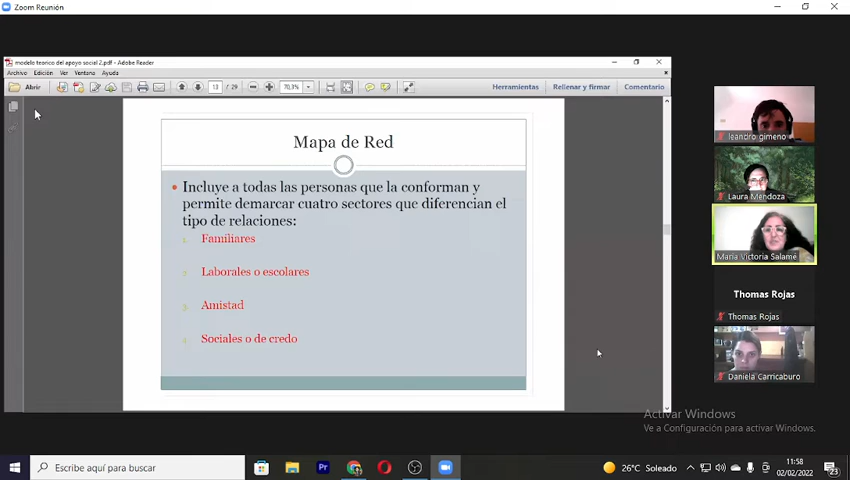 Zoom Reunión
modelo teorico del apoyo social 2.pdf - Adobe Reader
Archivo Edición Ver Ventana Ayuda
Abrir
13 / 29
70,3%
Herramientas
Rellenar y firmar
Comentario
Mapa de Red
Incluye a todas las personas que la conforman y
permite demarcar cuatro sectores que diferencian el
tipo de relaciones:
Familiares
Laborales o escolares
Amistad
Sociales o de credo
leandro gimeno
Laura Mendoza
María Victoria Salamé
Thomas Rojas
Thomas Rojas
Daniela Carricaburo
Activar Windows
Ve a Configuración para activar Windows.
Escribe aquí para buscar
Pr
26°C Soleado
11:58
02/02/2022
23